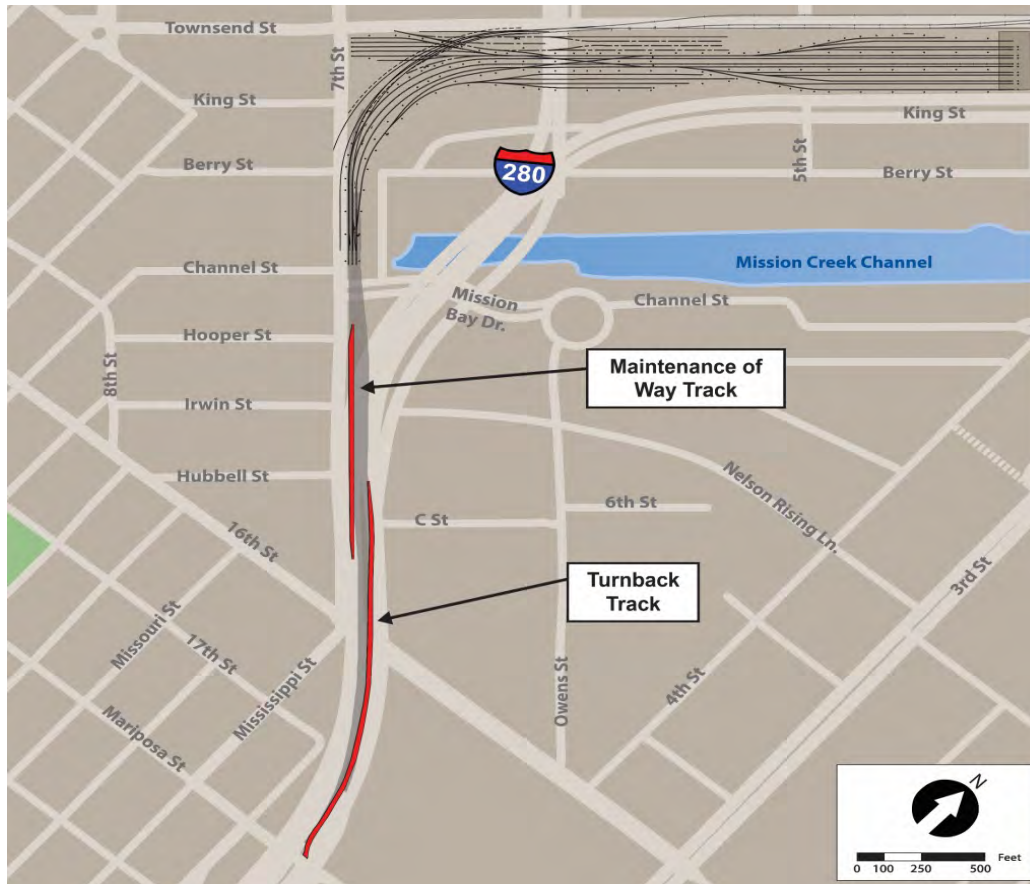 Townsend St
7th St
King St
King St
Berry St
280
5th St
Berry St
Mission Creek Channel
Channel St
Mission
Bay Dr.
Channel St
Hooper St
8th St
Maintenance of
Way Track
Irwin St
Hubbell St
Nelson Rising Ln.
6th St
C St
16th St
3rd St
Turnback
Track
Missouri St
17th St
Mississippi St
Owens St
4th St
Mariposa St
N
Feet
0 100 250 500